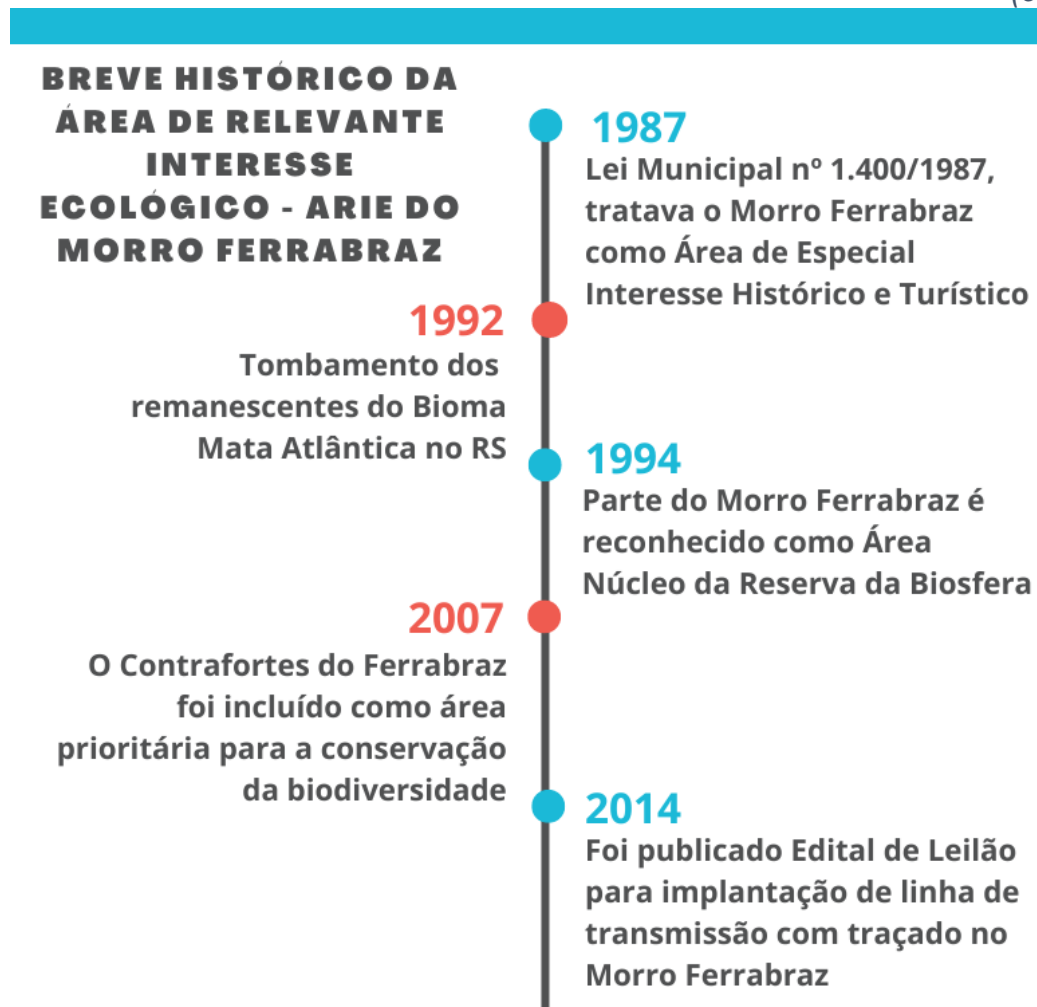 BREVE HISTÓRICO DA
ÁREA DE RELEVANTE
INTERESSE
ECOLÓGICO - ARIE DO
MORRO FERRABRAZ
1987
Lei Municipal nº 1.400/1987,
tratava o Morro Ferrabraz
como Área de Especial
Interesse Histórico e Turístico
1992
Tombamento dos
remanescentes do Bioma
Mata Atlântica no RS
1994
Parte do Morro Ferrabraz é
reconhecido como Área
Núcleo da Reserva da Biosfera
2007
O Contrafortes do Ferrabraz
foi incluído como área
prioritária para a conservação
da biodiversidade
2014
Foi publicado Edital de Leilão
para implantação de linha de
transmissão com traçado no
Morro Ferrabraz